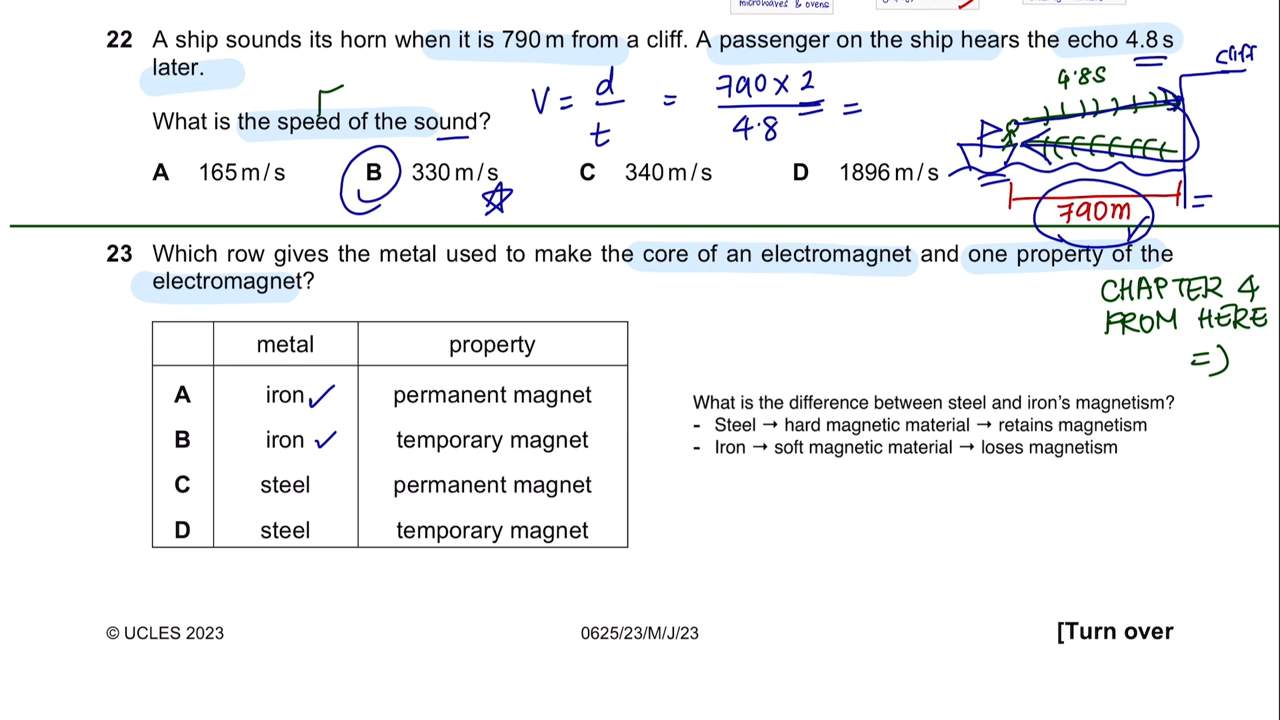 microwaves & ovens
22 A ship sounds its horn when it is 790 m from a cliff. A passenger on the ship hears the echo 4.8 s
later.
cliff
4.8S
What is the speed of the sound?
V = d/t = 790 x 2 / 4.8 =
A 165 m/s B 330 m/s C 340 m/s D 1896 m/s
790m =
23 Which row gives the metal used to make the core of an electromagnet and one property of the
electromagnet?
CHAPTER 4
FROM HERE
=)
metal property
A iron ✓ permanent magnet
B iron ✓ temporary magnet
C steel permanent magnet
D steel temporary magnet
What is the difference between steel and iron's magnetism?
- Steel → hard magnetic material → retains magnetism
- Iron → soft magnetic material → loses magnetism
© UCLES 2023 0625/23/M/J/23 [Turn over